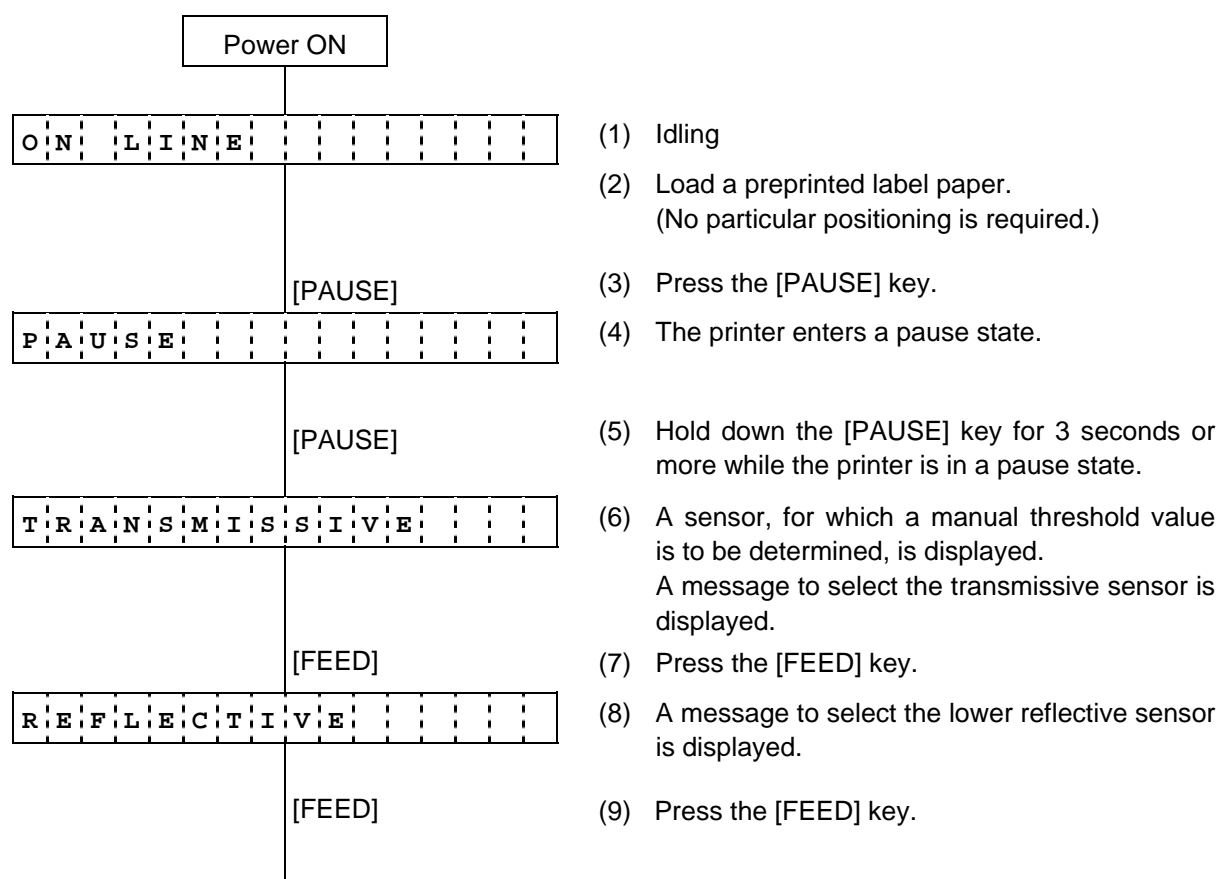 Power ON
ON LINE
(1) Idling
(2) Load a preprinted label paper.
(No particular positioning is required.)
[PAUSE]
(3) Press the [PAUSE] key.
PAUSE
(4) The printer enters a pause state.
[PAUSE]
(5) Hold down the [PAUSE] key for 3 seconds or
more while the printer is in a pause state.
TRANSMISSIVE
(6) A sensor, for which a manual threshold value
is to be determined, is displayed.
A message to select the transmissive sensor is
displayed.
[FEED]
(7) Press the [FEED] key.
REFLECTIVE
(8) A message to select the lower reflective sensor
is displayed.
[FEED]
(9) Press the [FEED] key.